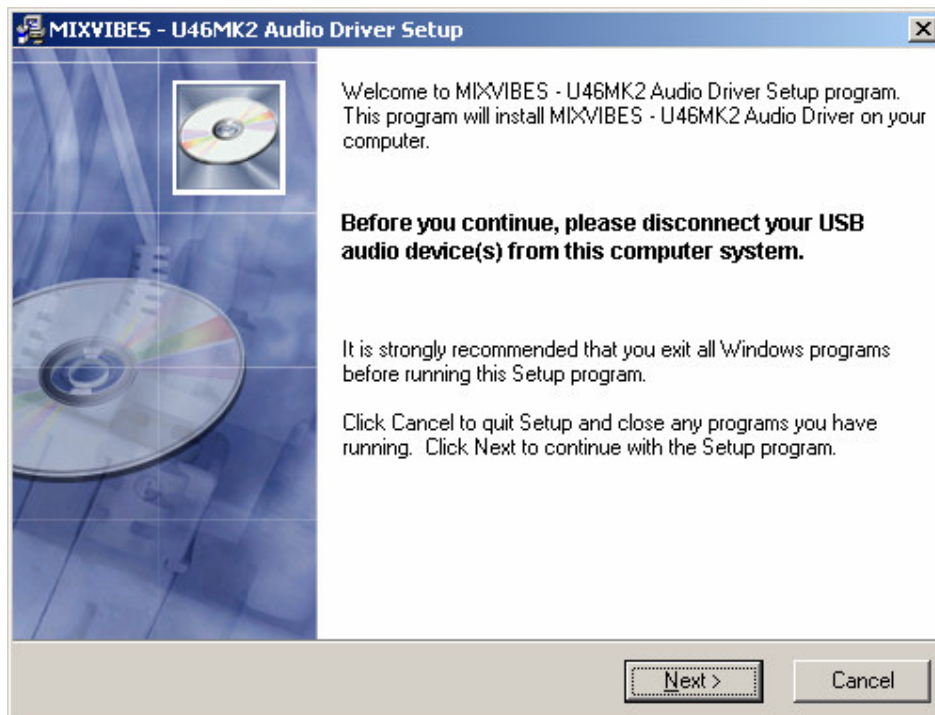 MIXVIBES - U46MK2 Audio Driver Setup
Welcome to MIXVIBES - U46MK2 Audio Driver Setup program.
This program will install MIXVIBES - U46MK2 Audio Driver on your
computer.
Before you continue, please disconnect your USB
audio device(s) from this computer system.
It is strongly recommended that you exit all Windows programs
before running this Setup program.
Click Cancel to quit Setup and close any programs you have
running. Click Next to continue with the Setup program.
Next >
Cancel